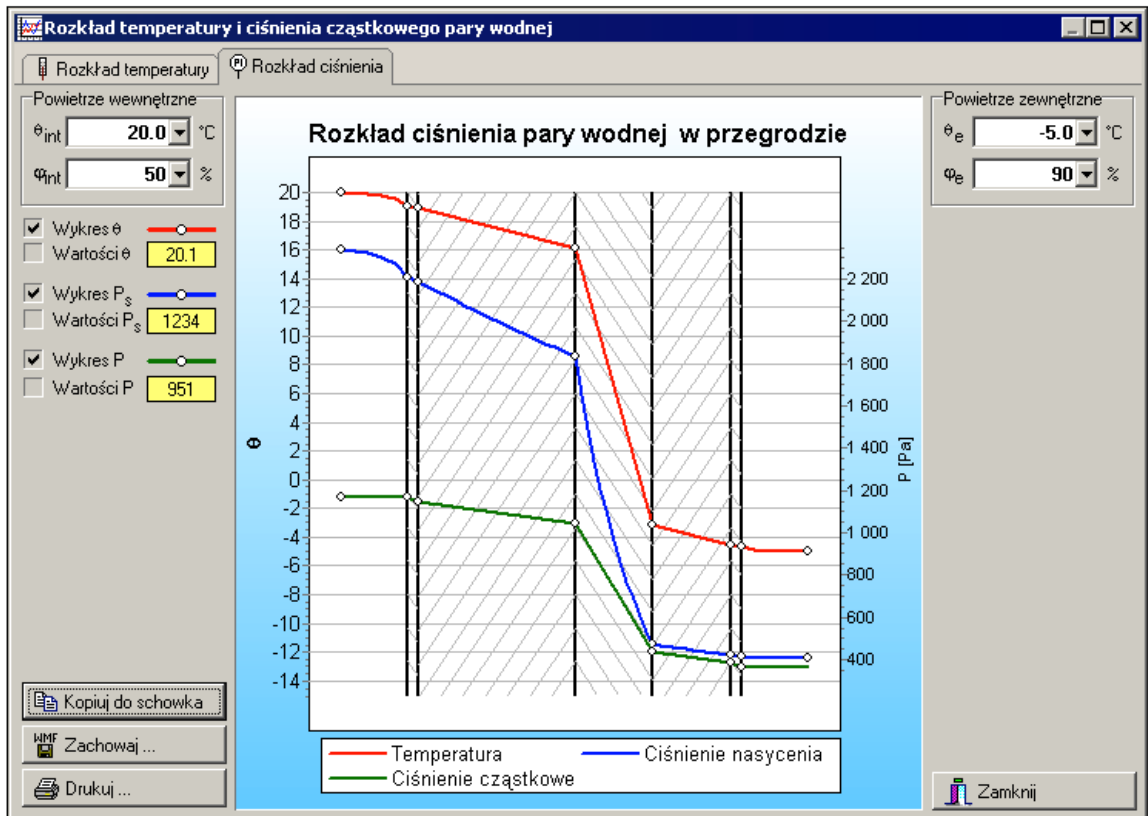 Rozkład temperatury i ciśnienia cząstkowego pary wodnej
Rozkład temperatury
PI Rozkład ciśnienia
Powietrze wewnętrzne
θint 20.0 °C
φint 50 %
Wykres θ
Wartości θ 20.1
Wykres Ps
Wartości Ps 1234
Wykres P
Wartości P 951
Kopiuj do schowka
WMF Zachowaj ...
Drukuj ...
Rozkład ciśnienia pary wodnej w przegrodzie
20
18
16
14
12
10
8
6
4
2
0
-2
-4
-6
-8
-10
-12
-14
θ
2 200
2 000
1 800
1 600
1 400
1 200
1 000
800
600
400
P [Pa]
Temperatura
Ciśnienie nasycenia
Ciśnienie cząstkowe
Powietrze zewnętrzne
θe -5.0 °C
φe 90 %
Zamknij